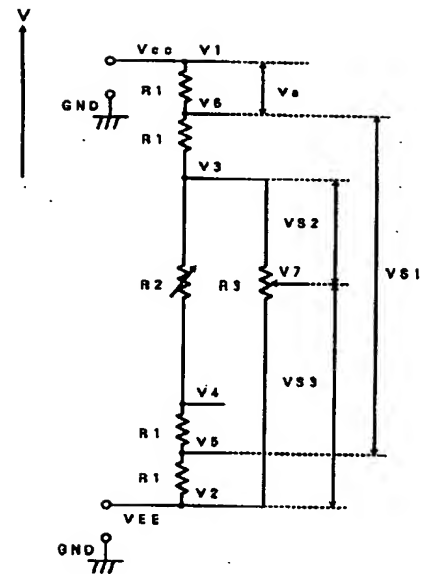 V
Vcc V1
R1
Va
GND
V6
R1
V3
VS2
VS1
R2
R3
V7
VS3
V4
R1
V5
R1
V2
VEE
GND